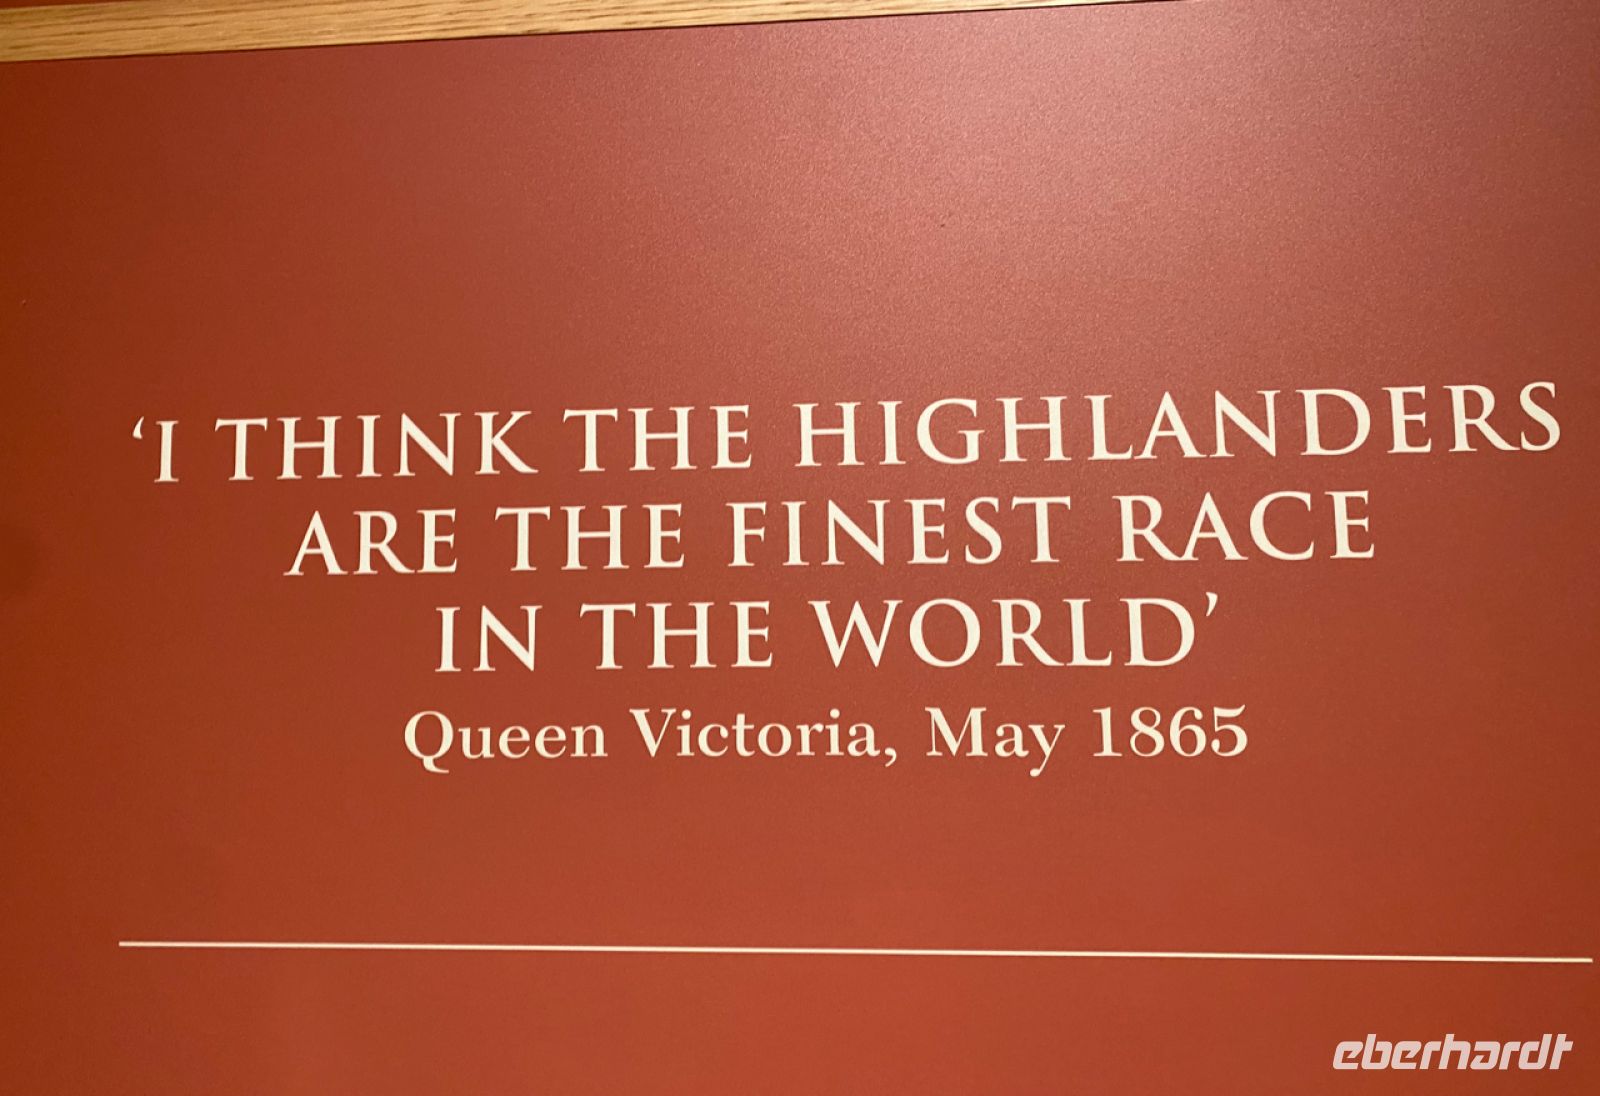 ‘I THINK THE HIGHLANDERS
ARE THE FINEST RACE
IN THE WORLD’
Queen Victoria, May 1865
eberhardt